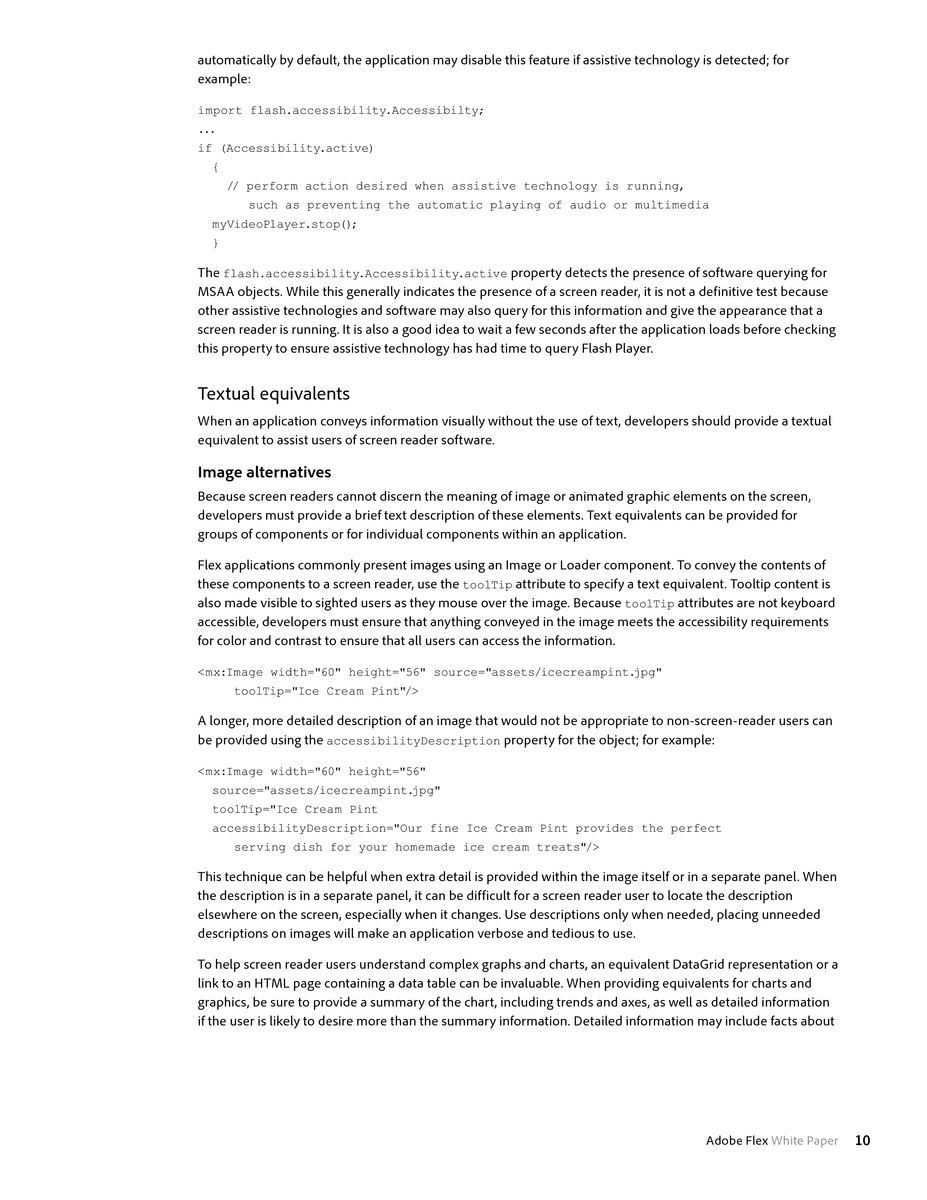 automatically by default, the application may disable this feature if assistive technology is detected; for
example:
import flash.accessibility.Accessibilty;
...
if (Accessibility.active)
{
// perform action desired when assistive technology is running,
such as preventing the automatic playing of audio or multimedia
myVideoPlayer.stop();
}
The flash.accessibility.Accessibility.active property detects the presence of software querying for
MSAA objects. While this generally indicates the presence of a screen reader, it is not a definitive test because
other assistive technologies and software may also query for this information and give the appearance that a
screen reader is running. It is also a good idea to wait a few seconds after the application loads before checking
this property to ensure assistive technology has had time to query Flash Player.
Textual equivalents
When an application conveys information visually without the use of text, developers should provide a textual
equivalent to assist users of screen reader software.
Image alternatives
Because screen readers cannot discern the meaning of image or animated graphic elements on the screen,
developers must provide a brief text description of these elements. Text equivalents can be provided for
groups of components or for individual components within an application.
Flex applications commonly present images using an Image or Loader component. To convey the contents of
these components to a screen reader, use the toolTip attribute to specify a text equivalent. Tooltip content is
also made visible to sighted users as they mouse over the image. Because toolTip attributes are not keyboard
accessible, developers must ensure that anything conveyed in the image meets the accessibility requirements
for color and contrast to ensure that all users can access the information.
<mx:Image width="60" height="56" source="assets/icecreampint.jpg"
toolTip="Ice Cream Pint"/>
A longer, more detailed description of an image that would not be appropriate to non-screen-reader users can
be provided using the accessibilityDescription property for the object; for example:
<mx:Image width="60" height="56"
source="assets/icecreampint.jpg"
toolTip="Ice Cream Pint
accessibilityDescription="Our fine Ice Cream Pint provides the perfect
serving dish for your homemade ice cream treats"/>
This technique can be helpful when extra detail is provided within the image itself or in a separate panel. When
the description is in a separate panel, it can be difficult for a screen reader user to locate the description
elsewhere on the screen, especially when it changes. Use descriptions only when needed, placing unneeded
descriptions on images will make an application verbose and tedious to use.
To help screen reader users understand complex graphs and charts, an equivalent DataGrid representation or a
link to an HTML page containing a data table can be invaluable. When providing equivalents for charts and
graphics, be sure to provide a summary of the chart, including trends and axes, as well as detailed information
if the user is likely to desire more than the summary information. Detailed information may include facts about
Adobe Flex White Paper 10